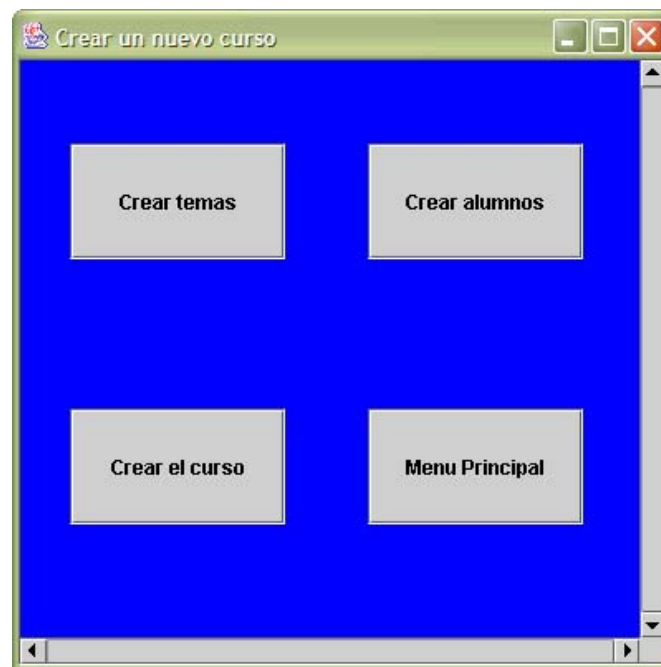 Crear un nuevo curso
Crear temas
Crear alumnos
Crear el curso
Menu Principal